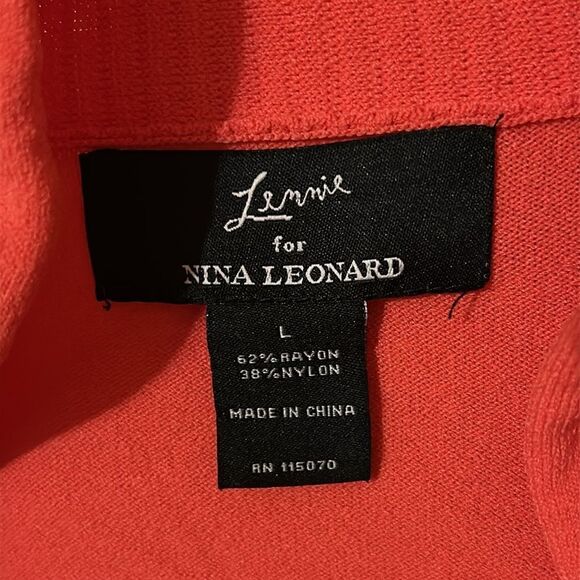 Lennie
for
NINA LEONARD
L
62%RAYON
38%NYLON
MADE IN CHINA
RN 115070